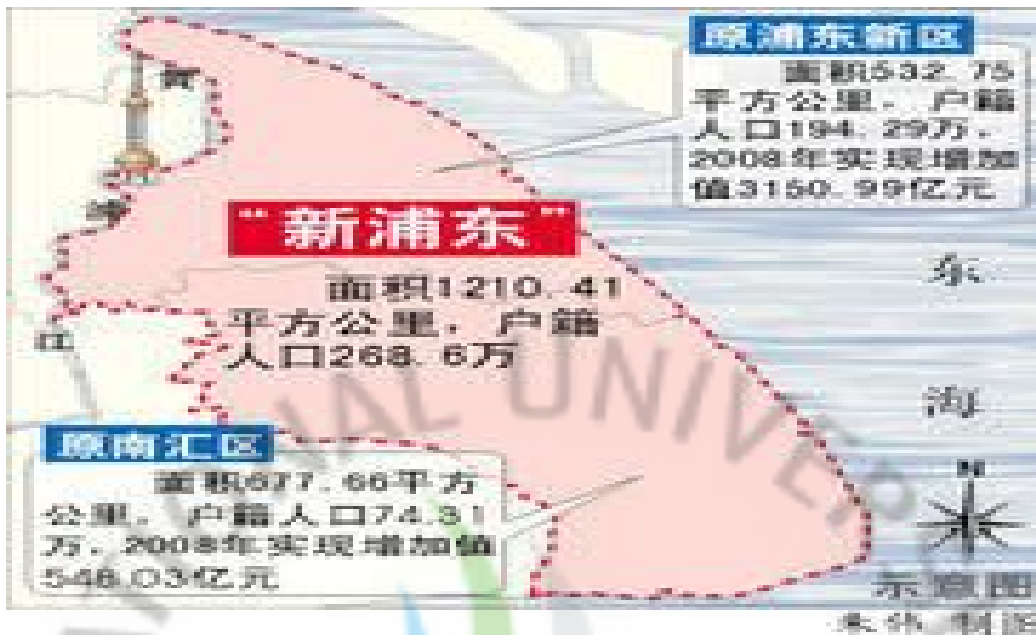 原浦东新区
面积532.75
平方公里，户籍
人口194.29万，
2008年实现增加
值3150.99亿元
黄
浦
江
“新浦东”
面积1210.41
平方公里，户籍
人口268.6万
东
海
原南汇区
面积677.66平方
公里，户籍人口74.31
万，2008年实现增加值
548.03亿元
N
示意图
制图
NAL UNIVER